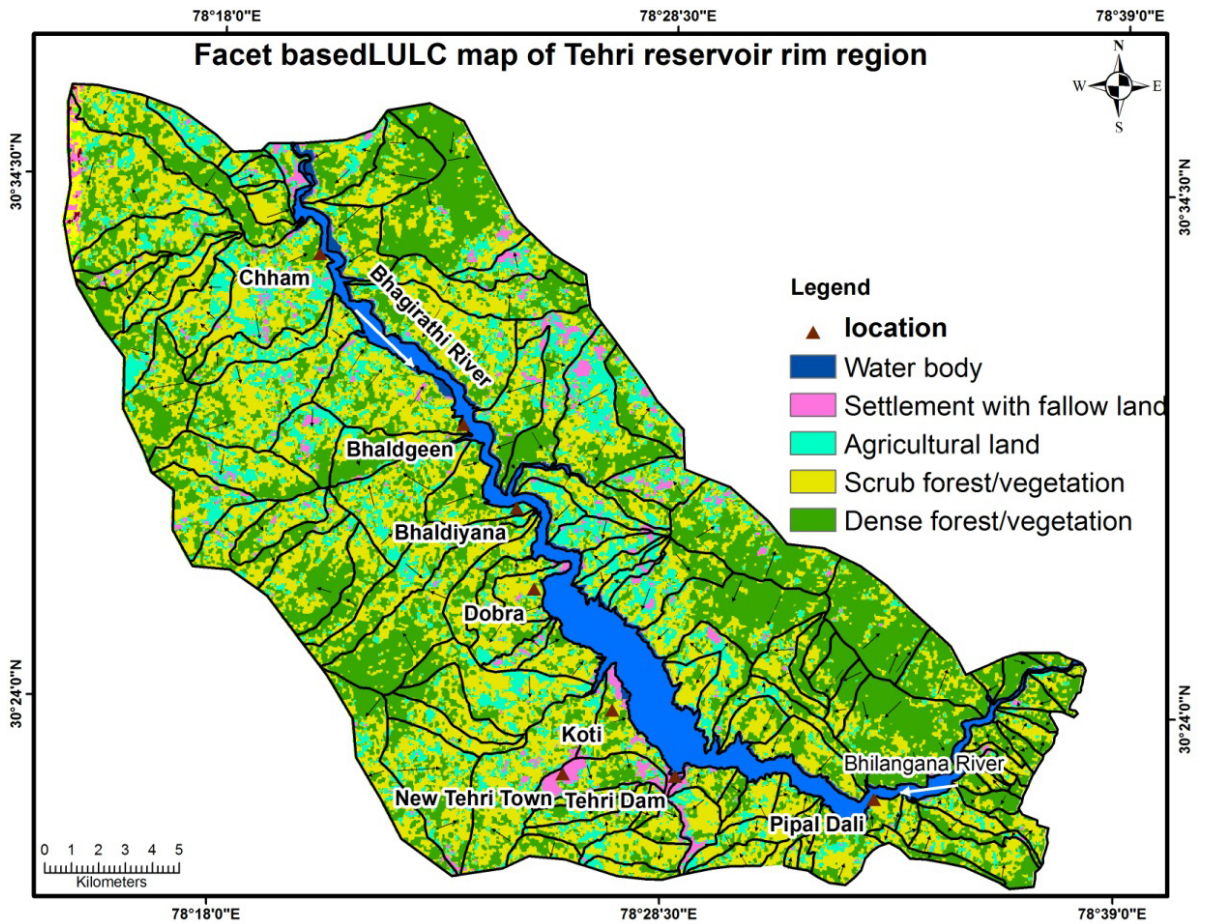 78°18'0"E 78°28'30"E 78°39'0"E
Facet basedLULC map of Tehri reservoir rim region
N
W E
S
30°34'30"N
30°34'30"N
Chham
Bhagirathi River
Legend
location
Water body
Settlement with fallow land
Agricultural land
Scrub forest/vegetation
Dense forest/vegetation
Bhaldgeen
Bhaldiyana
Dobra
30°24'0"N
30°24'0"N
Koti
Bhilangana River
New Tehri Town Tehri Dam
Pipal Dali
0 1 2 3 4 5
Kilometers
78°18'0"E 78°28'30"E 78°39'0"E